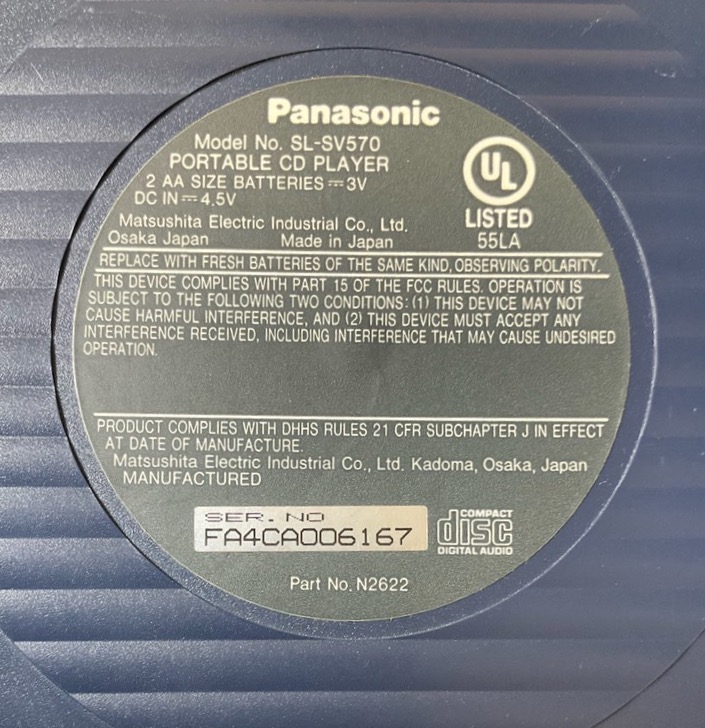 Panasonic
Model No. SL-SV570
PORTABLE CD PLAYER
2 AA SIZE BATTERIES ⎓ 3V
DC IN ⎓ 4.5V
UL
LISTED
55LA
Matsushita Electric Industrial Co., Ltd.
Osaka Japan Made in Japan
REPLACE WITH FRESH BATTERIES OF THE SAME KIND, OBSERVING POLARITY.
THIS DEVICE COMPLIES WITH PART 15 OF THE FCC RULES. OPERATION IS
SUBJECT TO THE FOLLOWING TWO CONDITIONS: (1) THIS DEVICE MAY NOT
CAUSE HARMFUL INTERFERENCE, AND (2) THIS DEVICE MUST ACCEPT ANY
INTERFERENCE RECEIVED, INCLUDING INTERFERENCE THAT MAY CAUSE UNDESIRED
OPERATION.
PRODUCT COMPLIES WITH DHHS RULES 21 CFR SUBCHAPTER J IN EFFECT
AT DATE OF MANUFACTURE.
Matsushita Electric Industrial Co., Ltd. Kadoma, Osaka, Japan
MANUFACTURED
SER. NO
FA4CA006167
COMPACT
disc
DIGITAL AUDIO
Part No. N2622